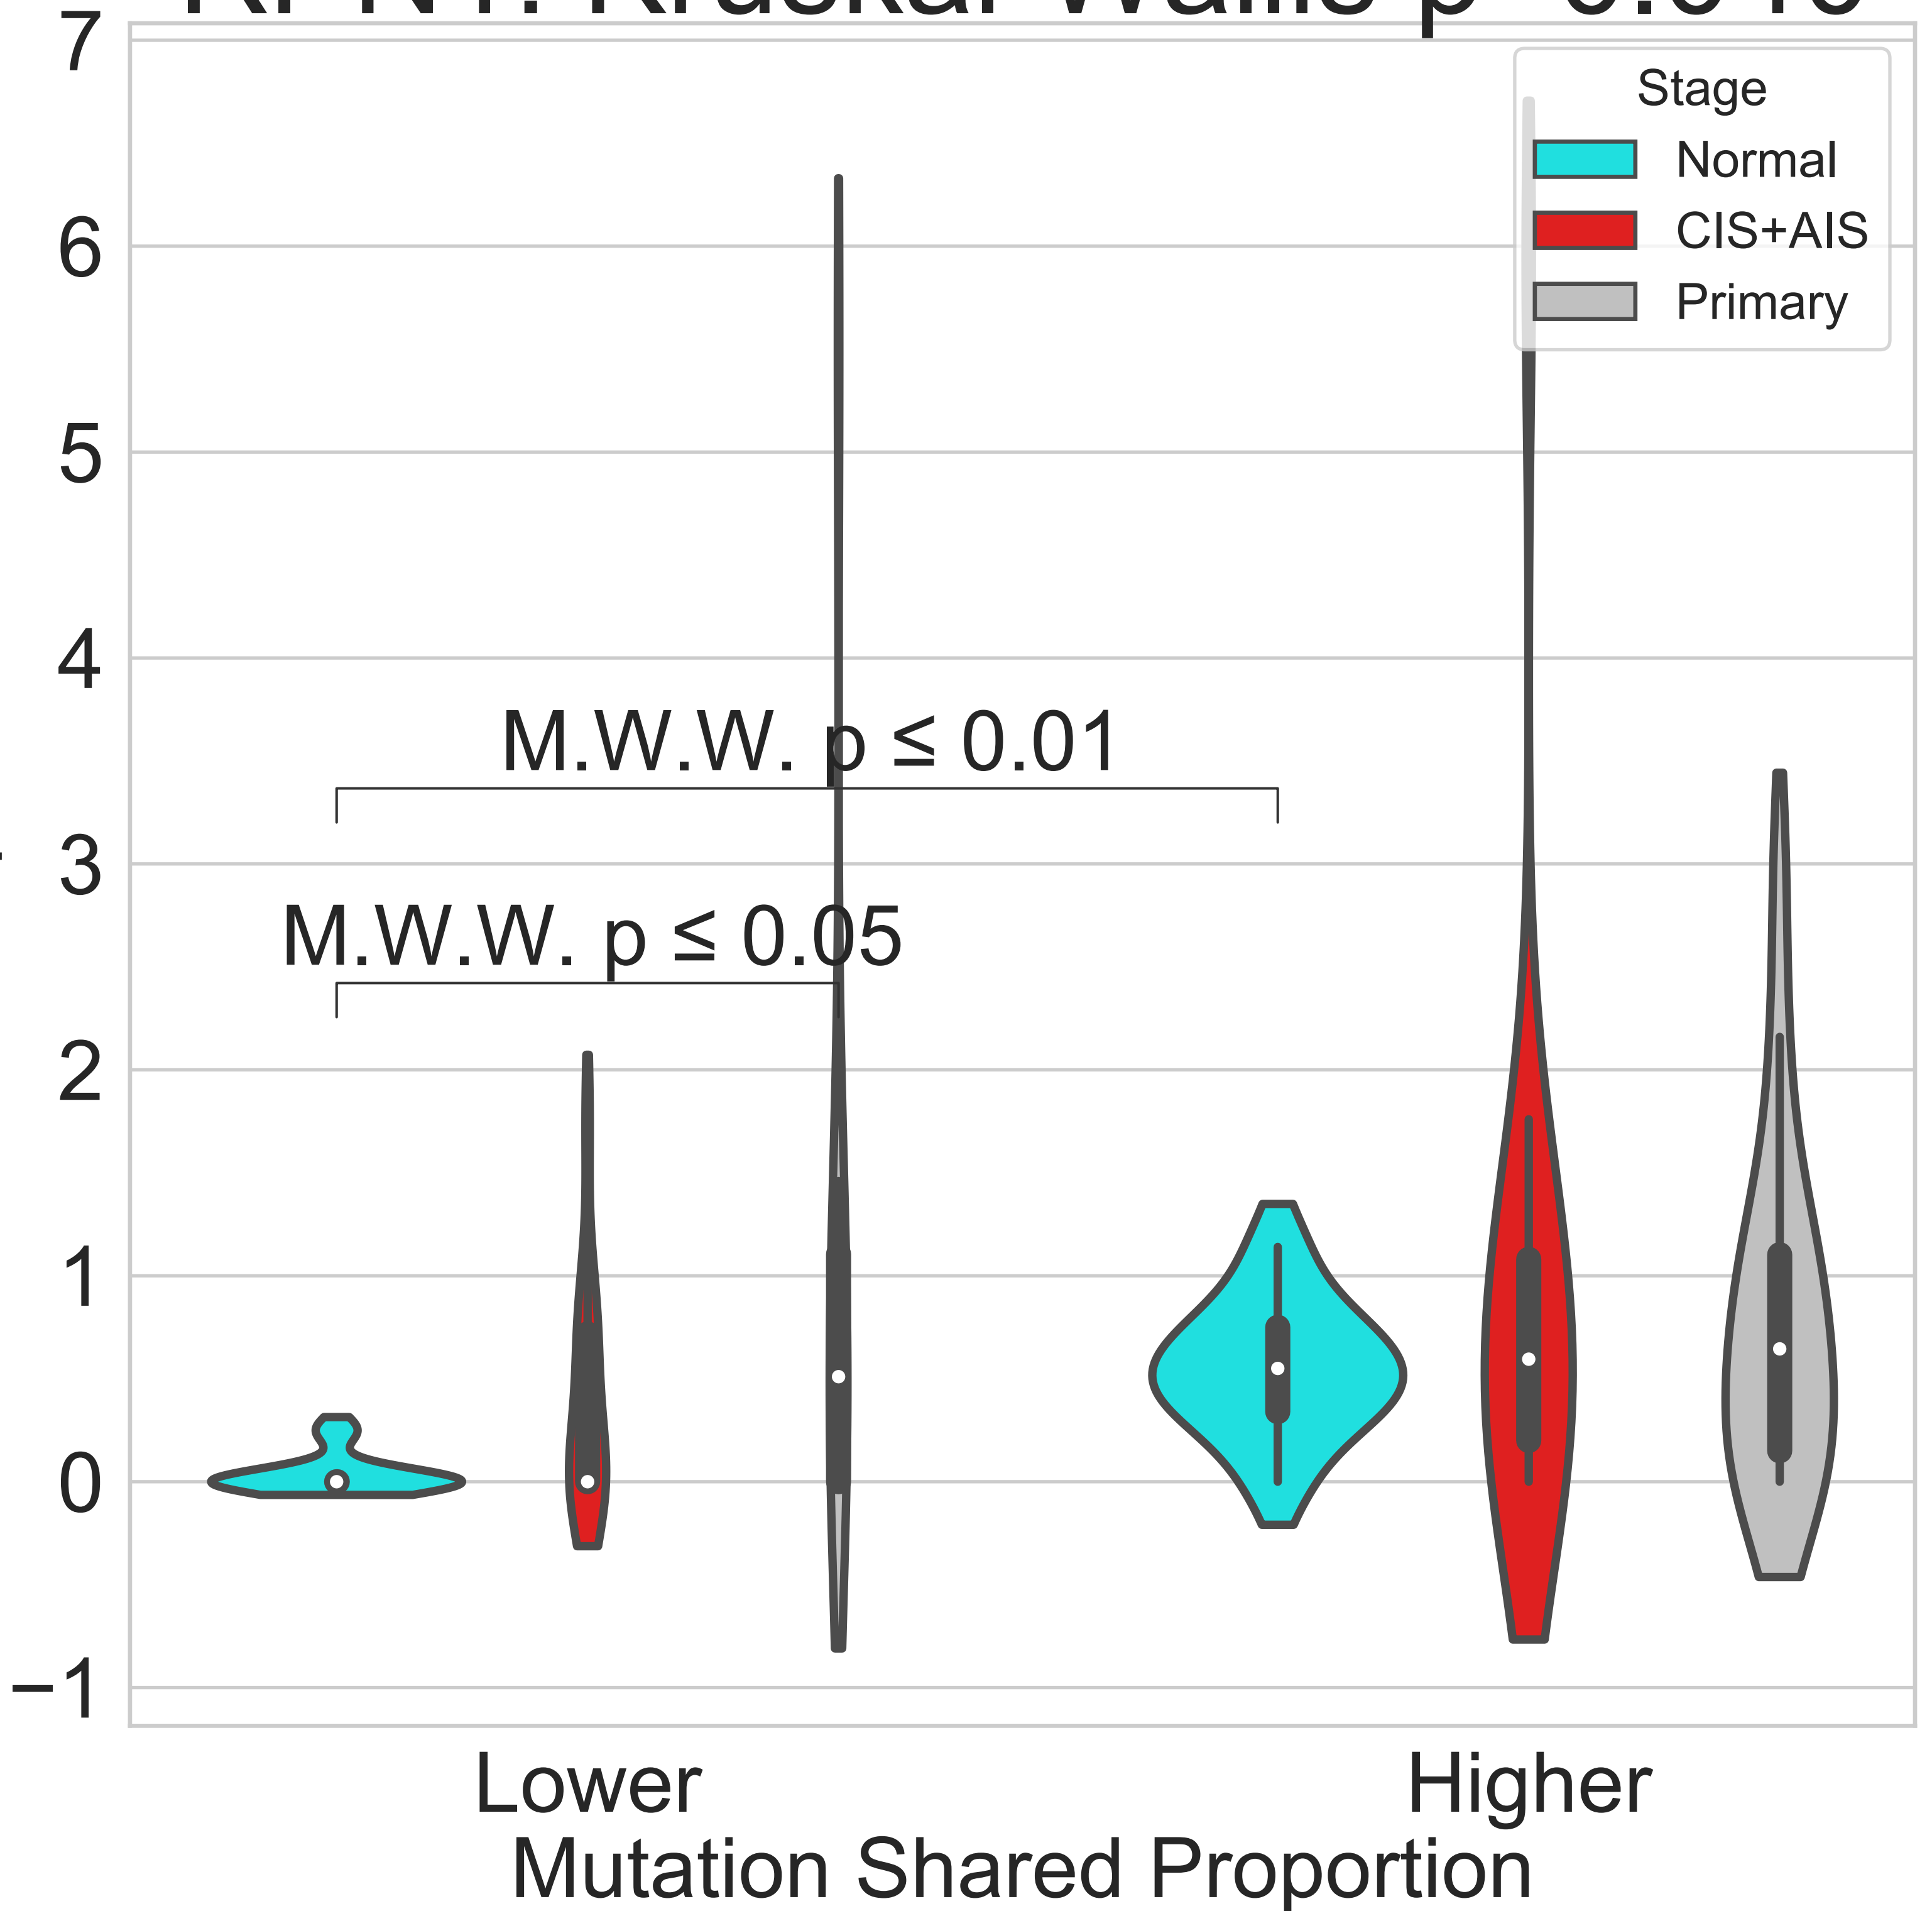 7
6
5
4
3
2
1
0
−1
Stage
Normal
CIS+AIS
Primary
M.W.W. p ≤ 0.01
M.W.W. p ≤ 0.05
Lower
Higher
Mutation Shared Proportion